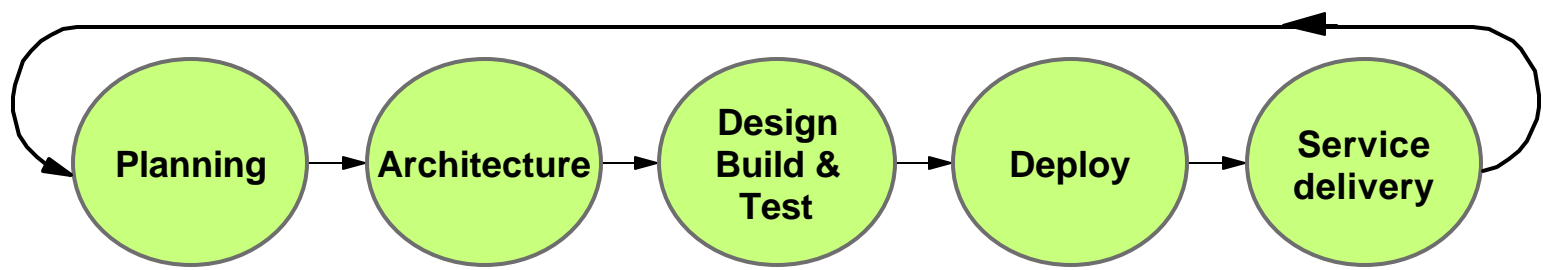 Planning
Architecture
Design
Build &
Test
Deploy
Service
delivery